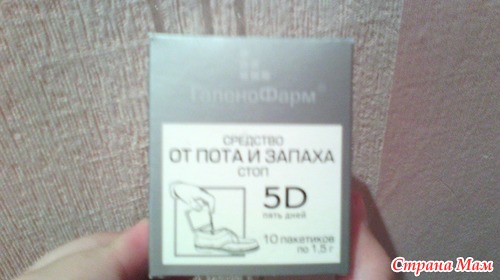 ГаленоФарм®
СРЕДСТВО
ОТ ПОТА И ЗАПАХА
СТОП
5D
пять дней
10 пакетиков
по 1,5 г
Страна Мам